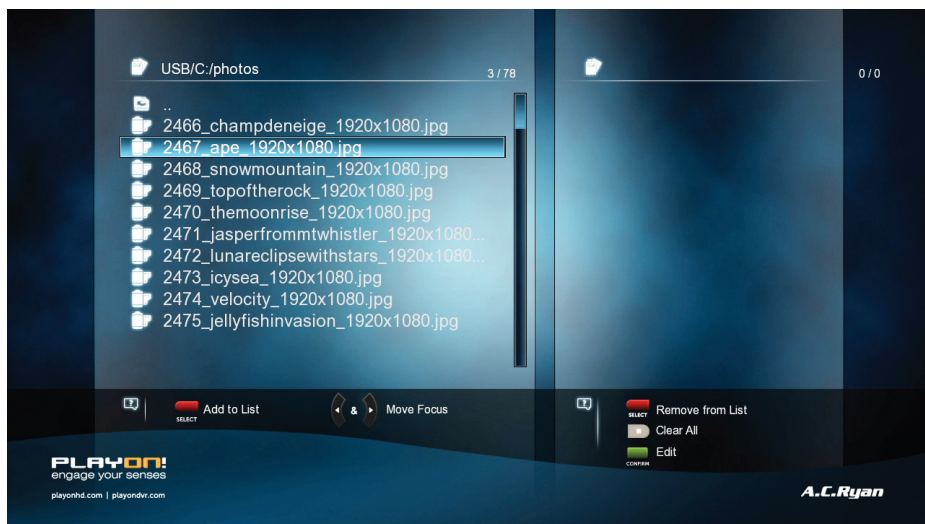 USB/C:/photos
3 / 78
0 / 0
..
2466_champdeneige_1920x1080.jpg
2467_ape_1920x1080.jpg
2468_snowmountain_1920x1080.jpg
2469_topoftherock_1920x1080.jpg
2470_themoonrise_1920x1080.jpg
2471_jasperfrommtwhistler_1920x1080...
2472_lunareclipsewithstars_1920x1080...
2473_icysea_1920x1080.jpg
2474_velocity_1920x1080.jpg
2475_jellyfishinvasion_1920x1080.jpg
?
SELECT
Add to List
&
Move Focus
?
SELECT
Remove from List
Clear All
CONFIRM
Edit
PLAYON!
engage your senses
playonhd.com | playondvr.com
A.C.Ryan